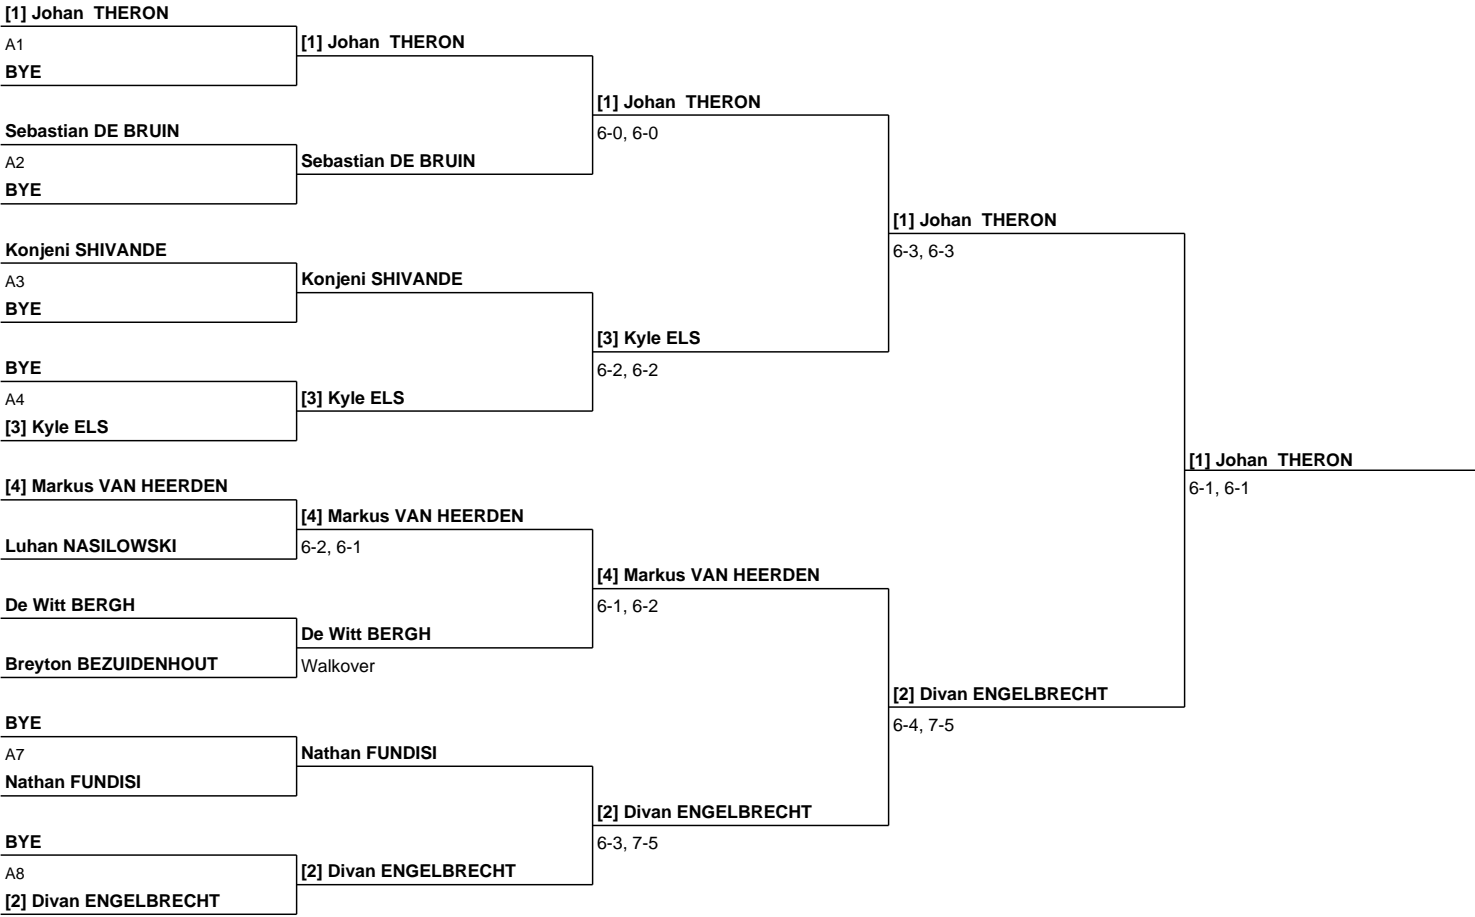 [1] Johan  THERON
A1
BYE
Sebastian DE BRUIN
A2
BYE
Konjeni SHIVANDE
A3
BYE
BYE
A4
[3] Kyle ELS
[4] Markus VAN HEERDEN
Luhan NASILOWSKI
De Witt BERGH
Breyton BEZUIDENHOUT
BYE
A7
Nathan FUNDISI
BYE
A8
[2] Divan ENGELBRECHT
[1] Johan  THERON
Sebastian DE BRUIN
Konjeni SHIVANDE
[3] Kyle ELS
[4] Markus VAN HEERDEN
6-2, 6-1
De Witt BERGH
Walkover
Nathan FUNDISI
[2] Divan ENGELBRECHT
[1] Johan  THERON
6-0, 6-0
[3] Kyle ELS
6-2, 6-2
[4] Markus VAN HEERDEN
6-1, 6-2
[2] Divan ENGELBRECHT
6-3, 7-5
[1] Johan  THERON
6-3, 6-3
[2] Divan ENGELBRECHT
6-4, 7-5
[1] Johan  THERON
6-1, 6-1